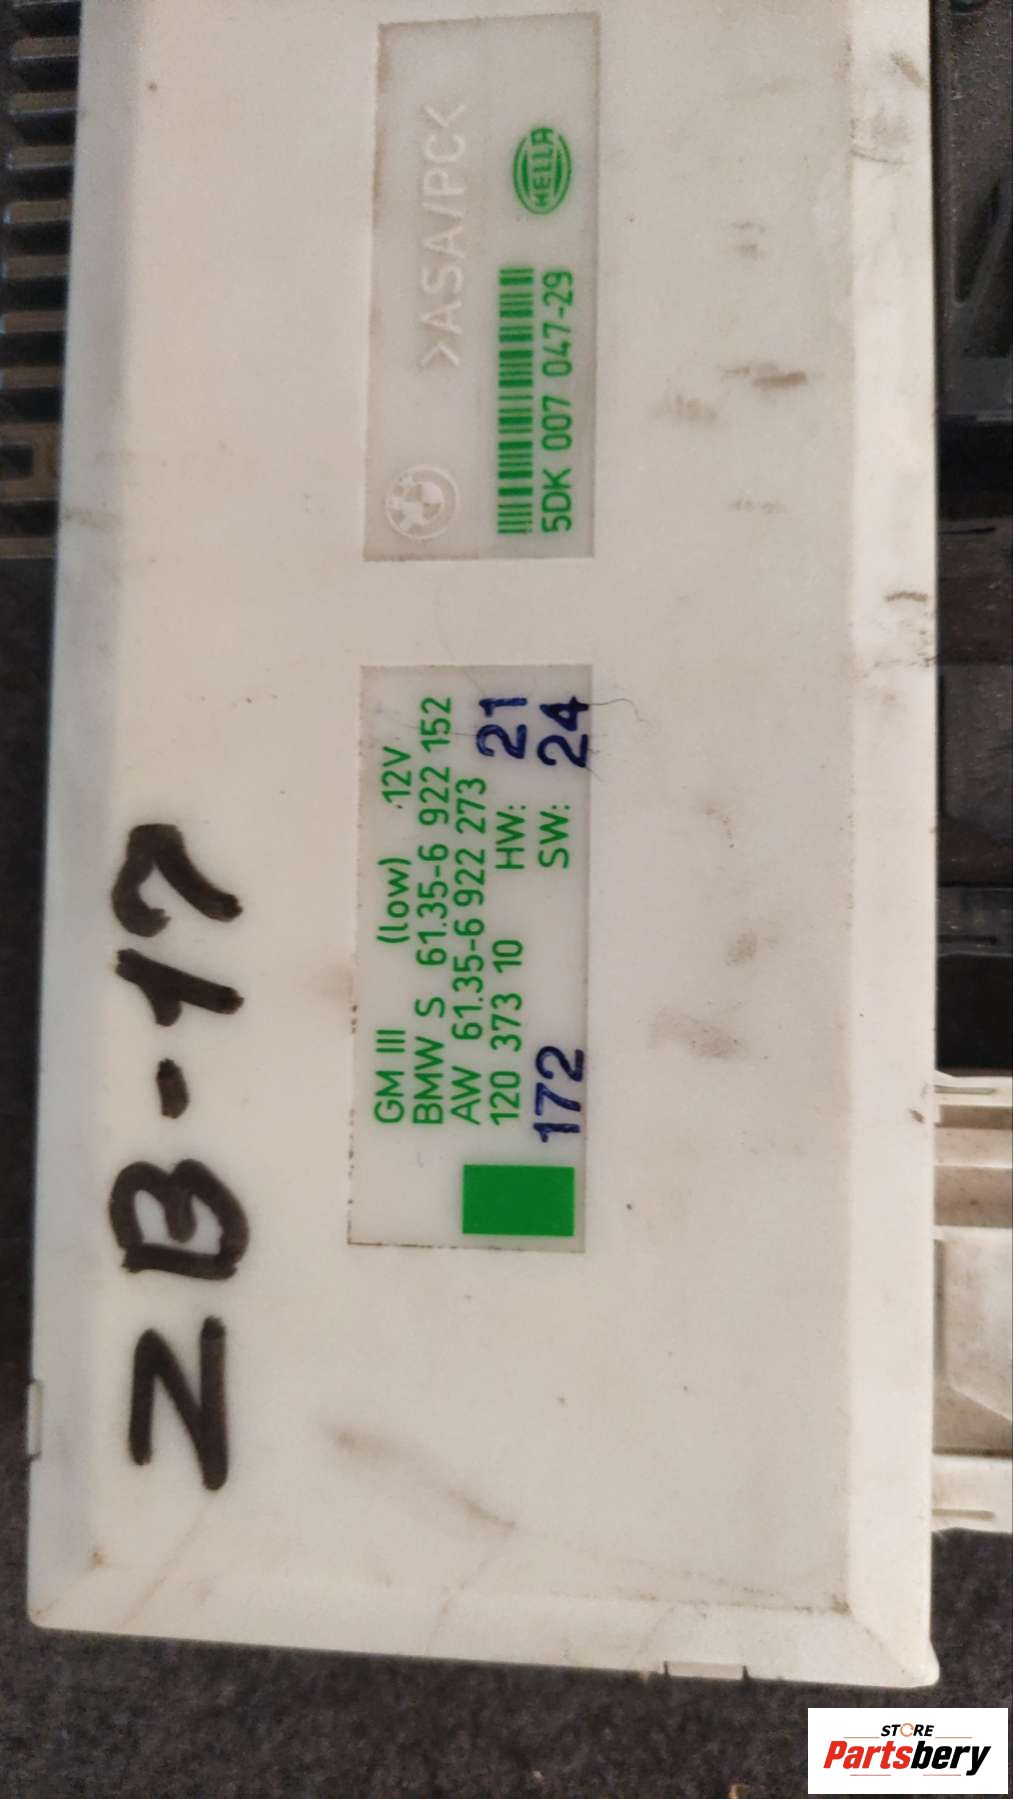 ZB-17
GM III (low) 12V
BMW S 61.35-6 922 152
AW 61.35-6 922 273
120 373 10 HW: 21
172 SW: 24
>ASA/PC<
5DK 007 047-29
HELLA
STORE
Partsbery